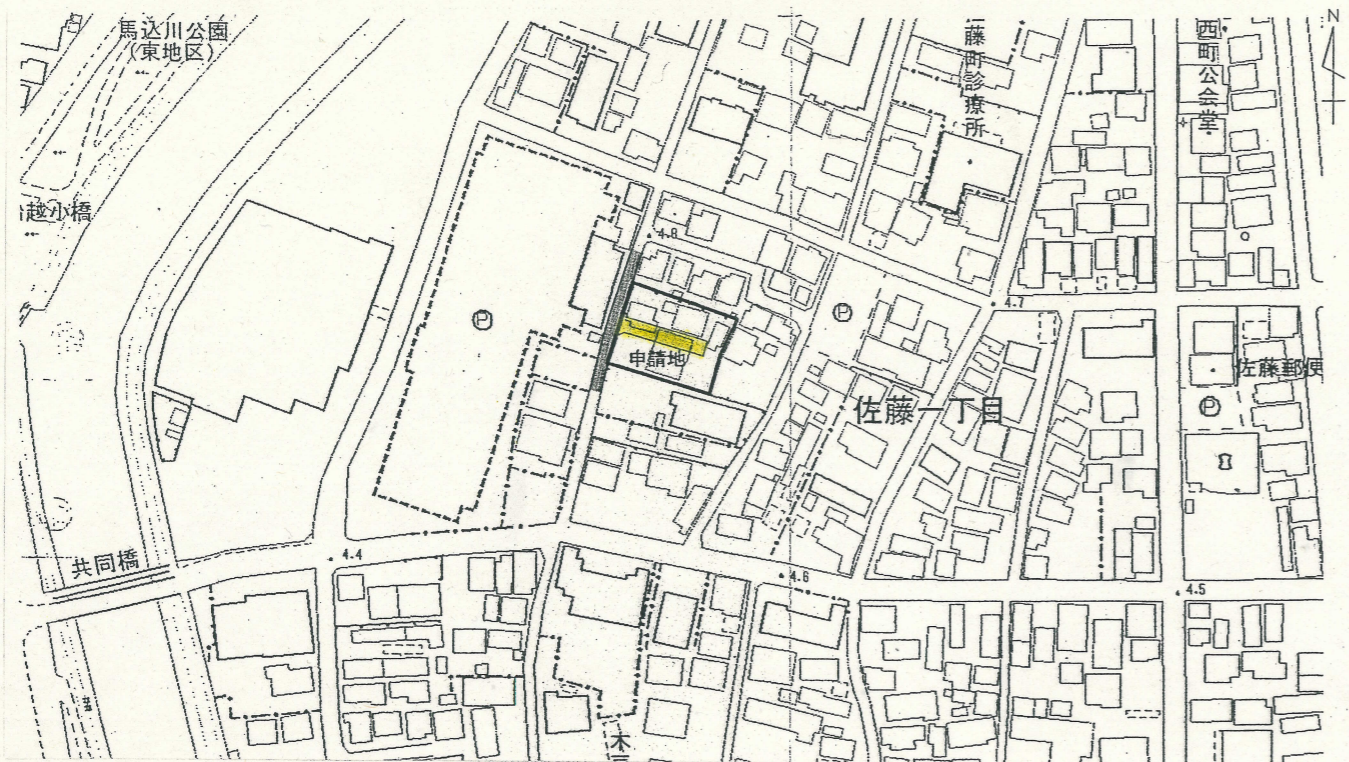 馬込川公園
（東地区）
藤町診療所
西町公会堂
N
越小橋
4.8
4.7
P
P
申請地
佐藤郵便
P
佐藤一丁目
共同橋
4.4
4.6
4.5
木